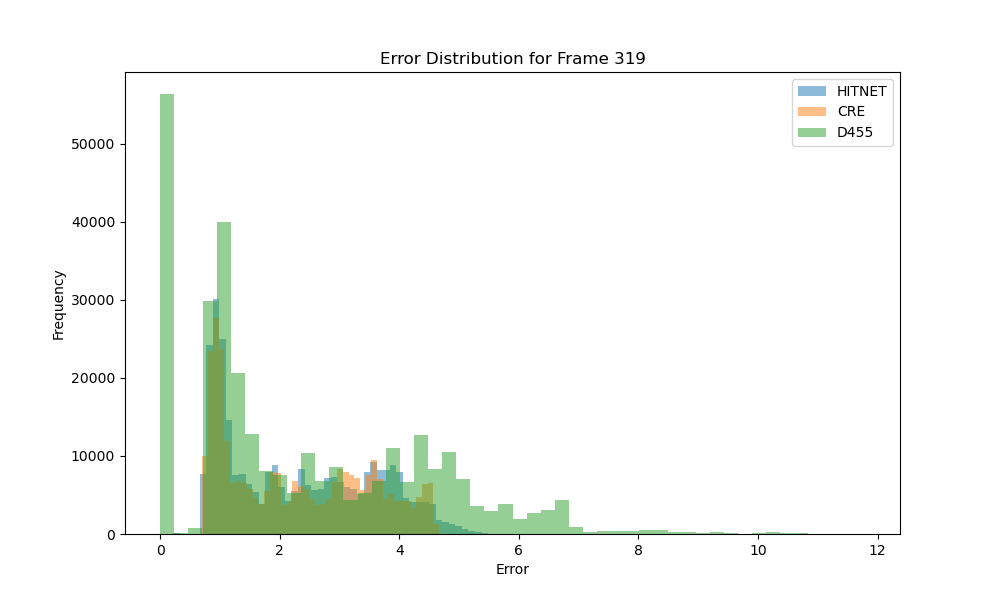 Error Distribution for Frame 319
HITNET
CRE
D455
Frequency
50000
40000
30000
20000
10000
0
0 2 4 6 8 10 12
Error